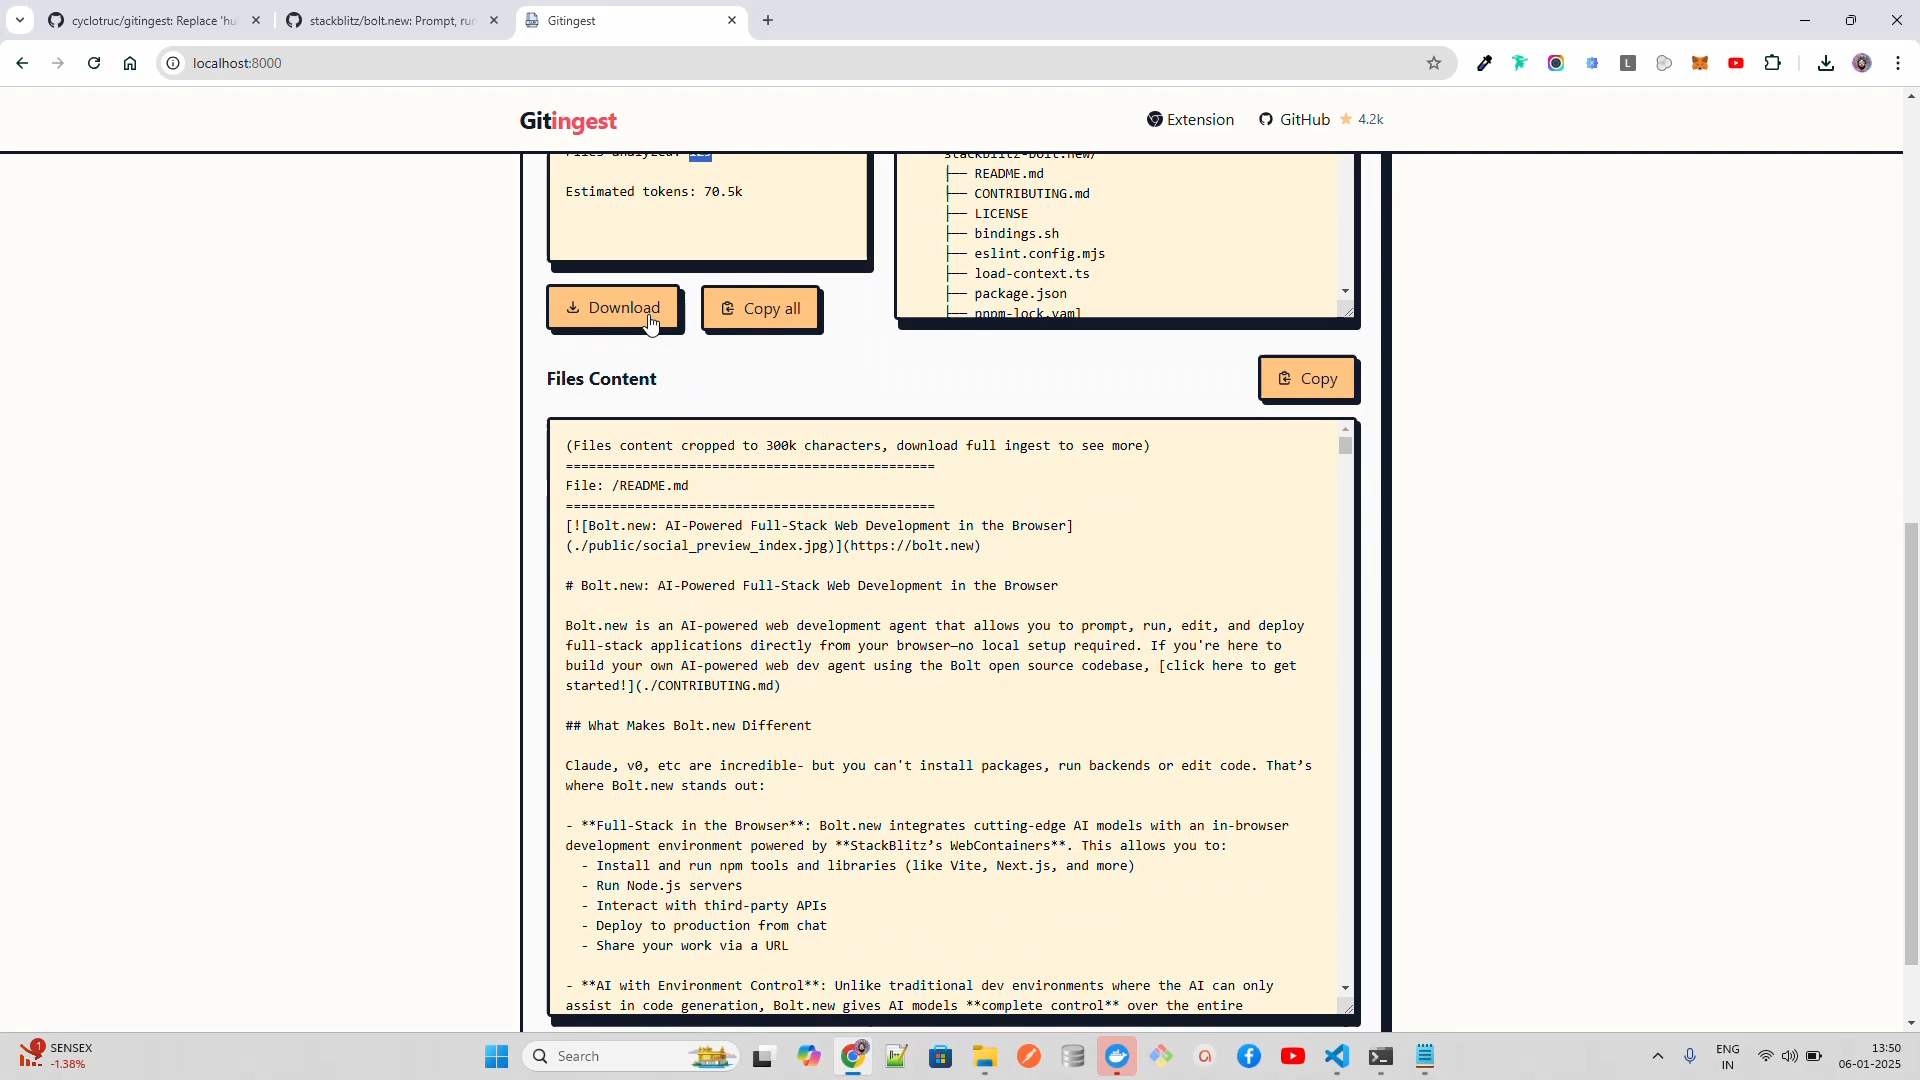 cyclotruc/gitingest: Replace 'hu
stackblitz/bolt.new: Prompt, run
Gitingest
localhost:8000
Gitingest
Extension
GitHub
4.2k
Estimated tokens: 70.5k
stackblitz-bolt.new/
├── README.md
├── CONTRIBUTING.md
├── LICENSE
├── bindings.sh
├── eslint.config.mjs
├── load-context.ts
├── package.json
├── pnpm-lock.yaml
Download
Copy all
Files Content
Copy
(Files content cropped to 300k characters, download full ingest to see more)
================================================
File: /README.md
================================================
[![Bolt.new: AI-Powered Full-Stack Web Development in the Browser]
(./public/social_preview_index.jpg)](https://bolt.new)
# Bolt.new: AI-Powered Full-Stack Web Development in the Browser
Bolt.new is an AI-powered web development agent that allows you to prompt, run, edit, and deploy
full-stack applications directly from your browser—no local setup required. If you're here to
build your own AI-powered web dev agent using the Bolt open source codebase, [click here to get
started!](./CONTRIBUTING.md)
## What Makes Bolt.new Different
Claude, v0, etc are incredible- but you can't install packages, run backends or edit code. That’s
where Bolt.new stands out:
- **Full-Stack in the Browser**: Bolt.new integrates cutting-edge AI models with an in-browser
development environment powered by **StackBlitz’s WebContainers**. This allows you to:
- Install and run npm tools and libraries (like Vite, Next.js, and more)
- Run Node.js servers
- Interact with third-party APIs
- Deploy to production from chat
- Share your work via a URL
- **AI with Environment Control**: Unlike traditional dev environments where the AI can only
assist in code generation, Bolt.new gives AI models **complete control** over the entire
1
SENSEX
-1.38%
Search
ENG
IN
13:50
06-01-2025